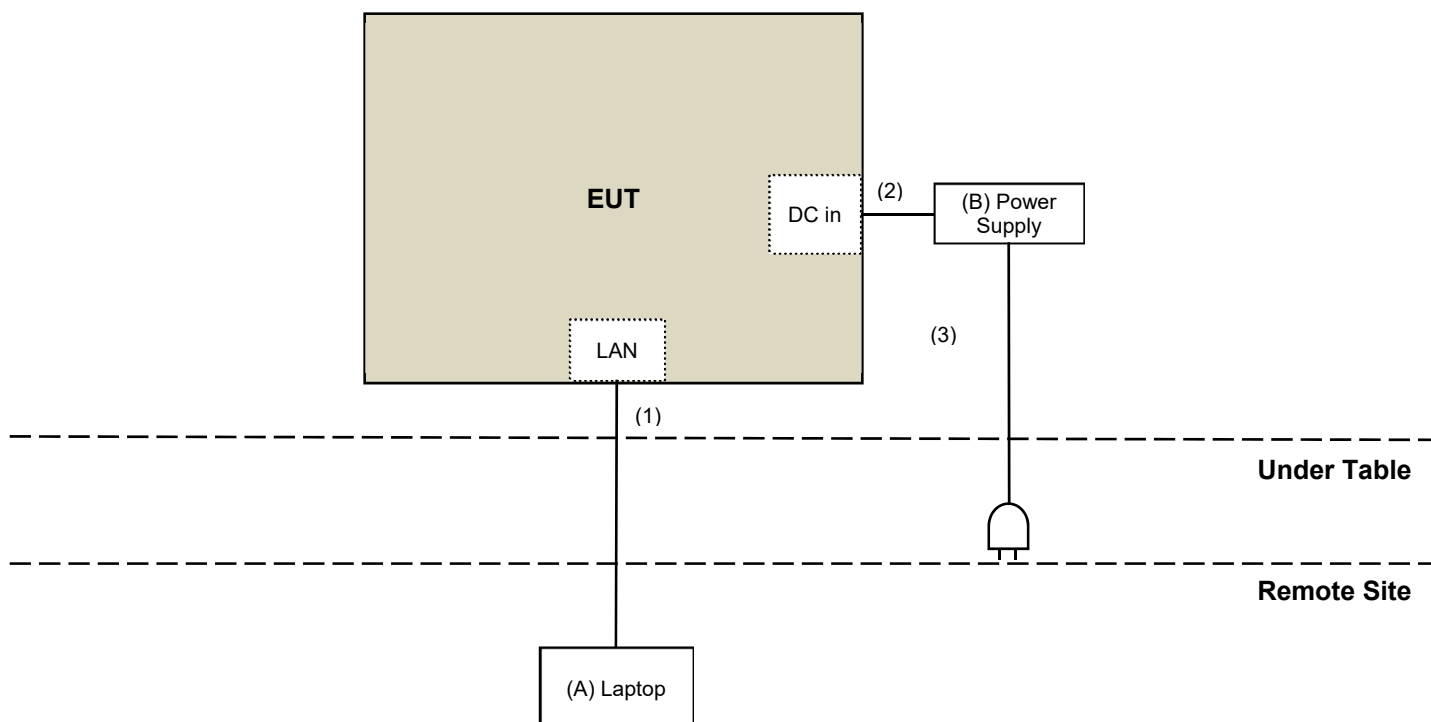 EUT
DC in
(2)
(B) Power
Supply
(3)
LAN
(1)
Under Table
Remote Site
(A) Laptop